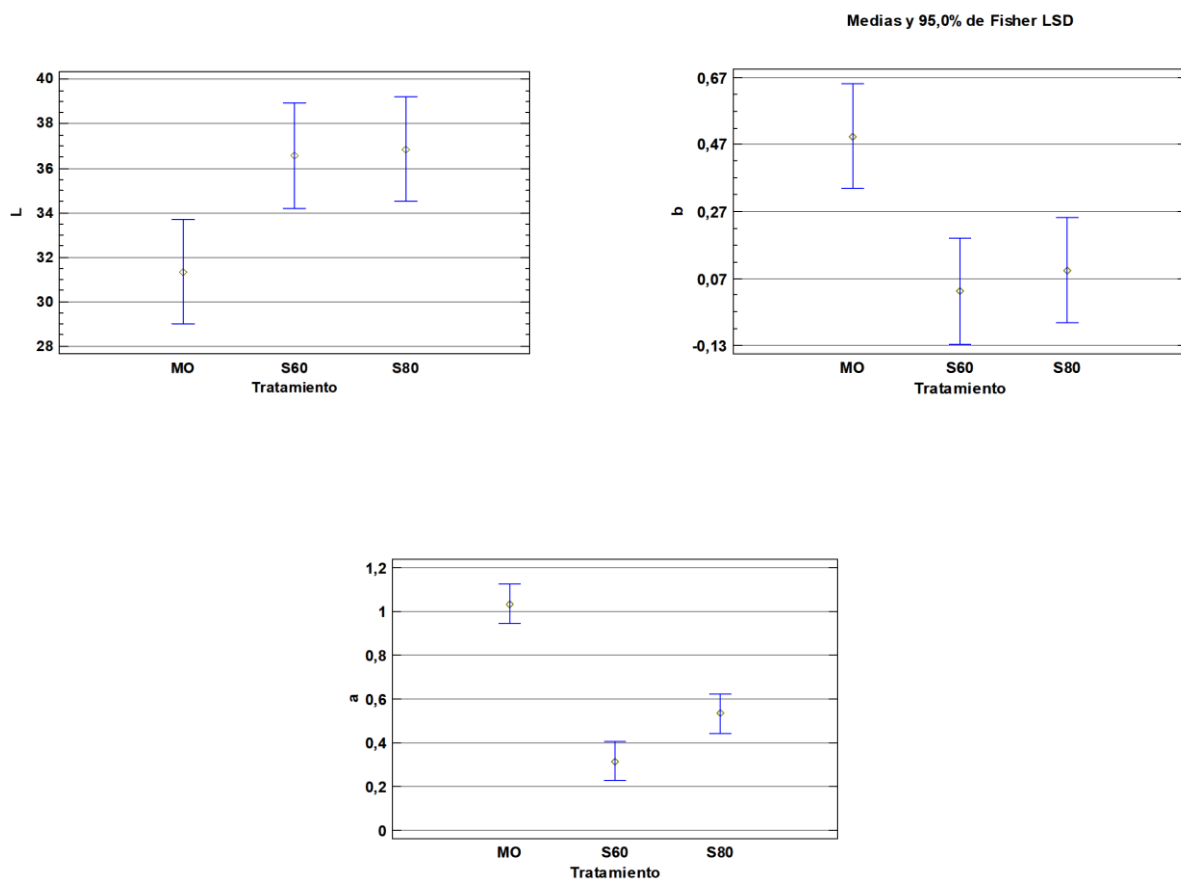 Medias y 95,0% de Fisher LSD
40
38
36
34
32
30
28
L
MO S60 S80
Tratamiento
0,67
0,47
0,27
0,07
-0,13
b
MO S60 S80
Tratamiento
1,2
1
0,8
0,6
0,4
0,2
0
a
MO S60 S80
Tratamiento